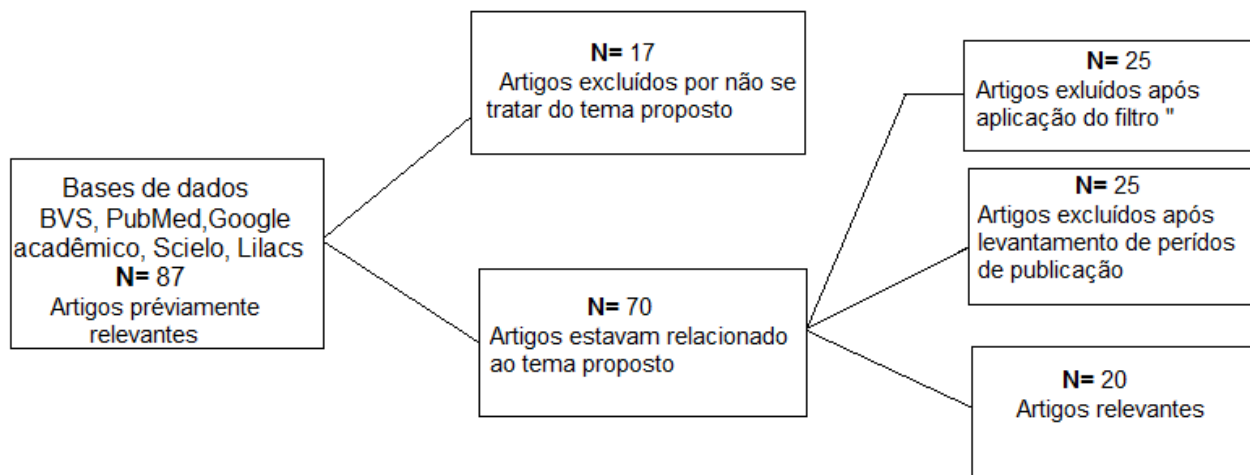 Bases de dados
BVS, PubMed,Google
acadêmico, Scielo, Lilacs
N= 87
Artigos préviamente
relevantes
N= 17
Artigos excluídos por não se
tratar do tema proposto
N= 70
Artigos estavam relacionado
ao tema proposto
N= 25
Artigos exluídos após
aplicação do filtro "
N= 25
Artigos excluídos após
levantamento de perídos
de publicação
N= 20
Artigos relevantes